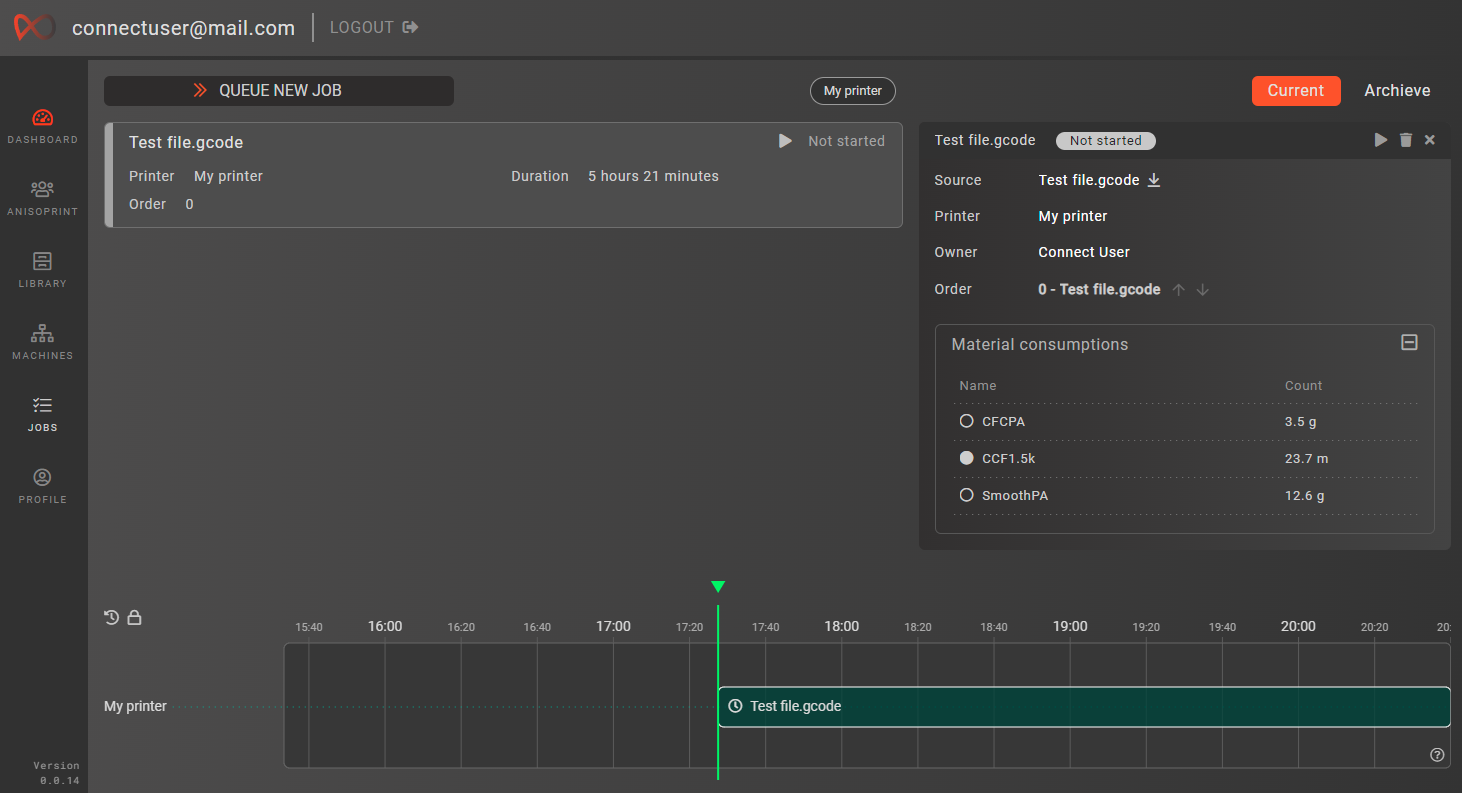 connectuser@mail.com LOGOUT
DASHBOARD
ANISOPRINT
LIBRARY
MACHINES
JOBS
PROFILE
Version
0.0.14
QUEUE NEW JOB My printer Current Archieve
Test file.gcode Not started
Printer My printer Duration 5 hours 21 minutes
Order 0
Test file.gcode Not started
Source Test file.gcode
Printer My printer
Owner Connect User
Order 0 - Test file.gcode
Material consumptions
Name Count
CFCPA 3.5 g
CCF1.5k 23.7 m
SmoothPA 12.6 g
15:40 16:00 16:20 16:40 17:00 17:20 17:40 18:00 18:20 18:40 19:00 19:20 19:40 20:00 20:20 20:
My printer Test file.gcode